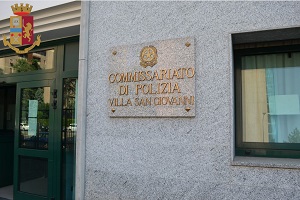 COMMISSARIATO
DI POLIZIA
VILLA SAN GIOVANNI